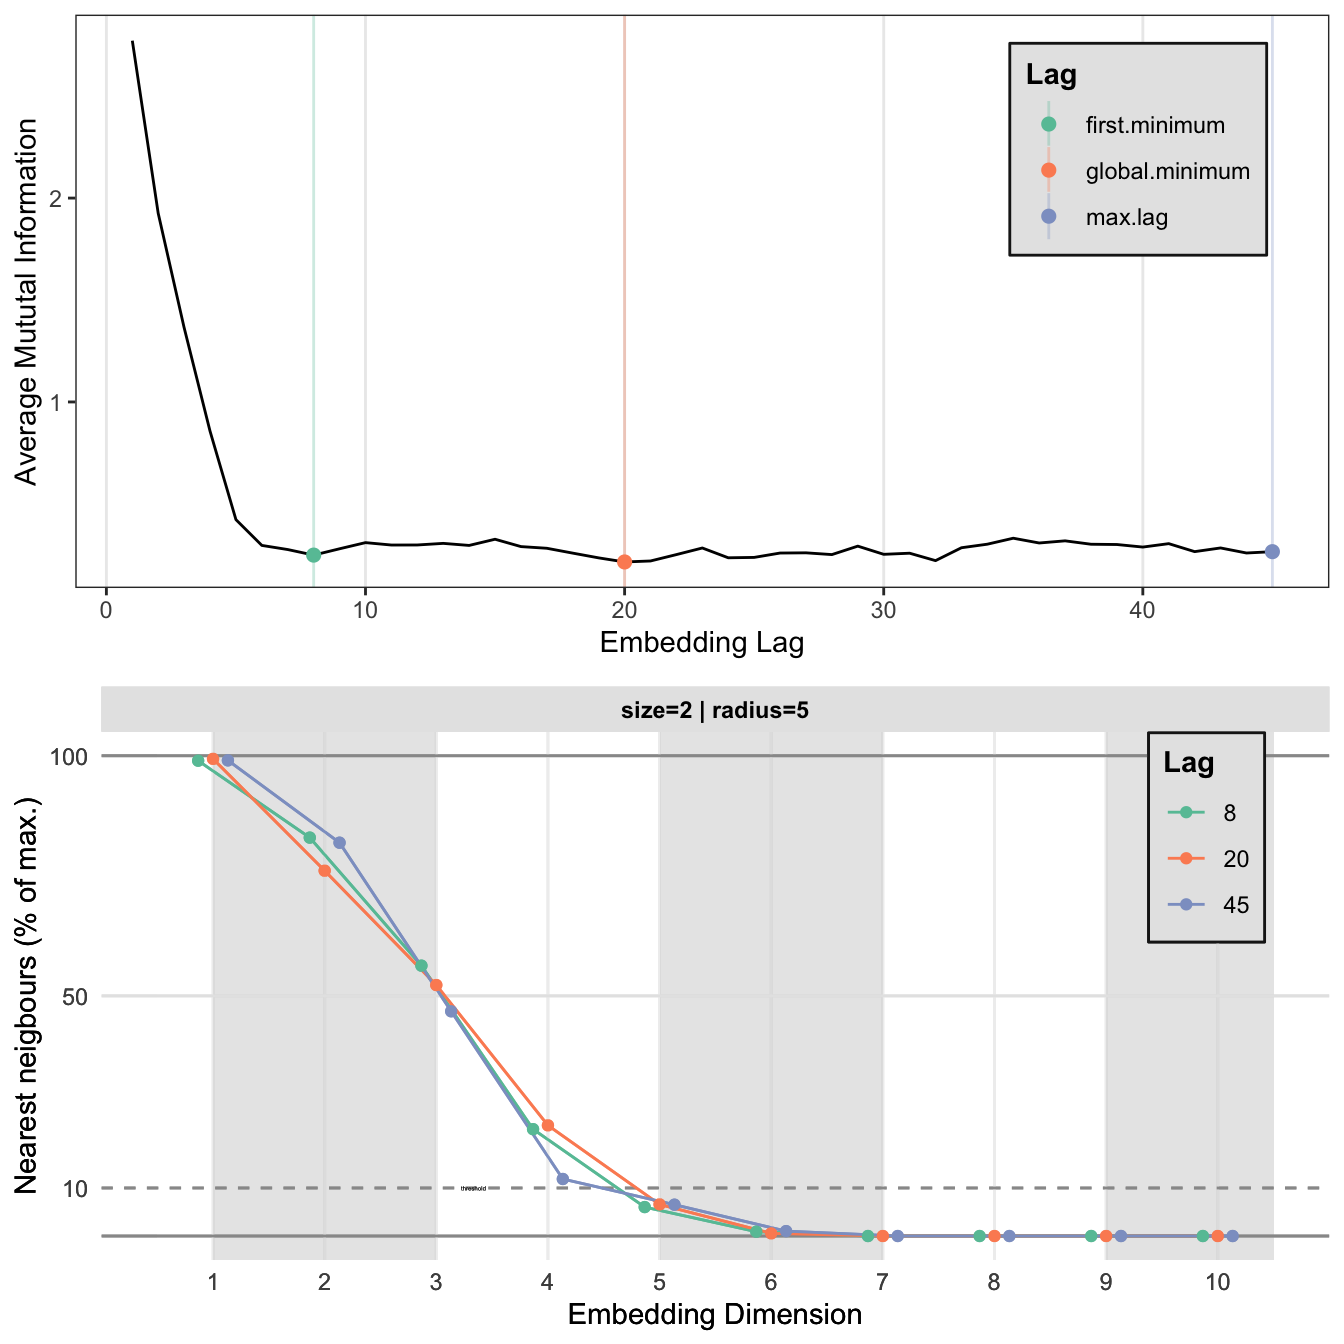 Average Mututal Information
2
1
Lag
first.minimum
global.minimum
max.lag
0 10 20 30 40
Embedding Lag
size=2 | radius=5
Nearest neigbours (% of max.)
100
50
10
threshold
Lag
8
20
45
1 2 3 4 5 6 7 8 9 10
Embedding Dimension